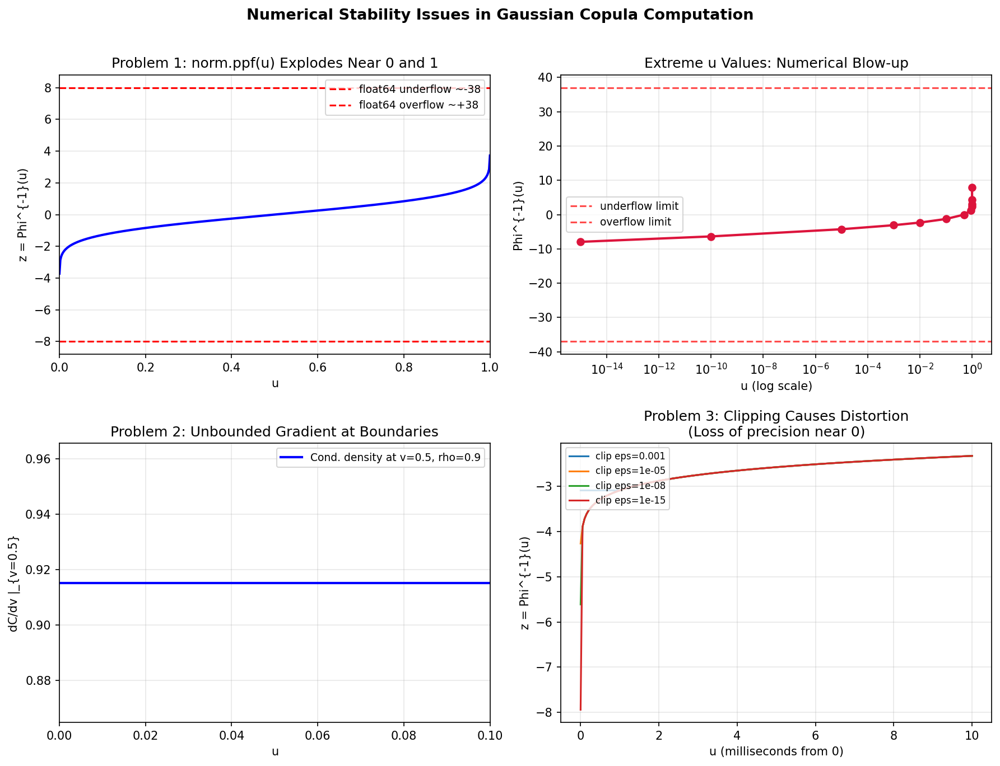 Numerical Stability Issues in Gaussian Copula Computation
Problem 1: norm.ppf(u) Explodes Near 0 and 1
float64 underflow ~-38
float64 overflow ~+38
8
6
4
2
0
−2
−4
−6
−8
z = Phi^{-1}(u)
0.0 0.2 0.4 0.6 0.8 1.0
u
Extreme u Values: Numerical Blow-up
underflow limit
overflow limit
40
30
20
10
0
−10
−20
−30
−40
Phi^{-1}(u)
10⁻¹⁴ 10⁻¹² 10⁻¹⁰ 10⁻⁸ 10⁻⁶ 10⁻⁴ 10⁻² 10⁰
u (log scale)
Problem 2: Unbounded Gradient at Boundaries
Cond. density at v=0.5, rho=0.9
0.96
0.94
0.92
0.90
0.88
dC/dv |_{v=0.5}
0.00 0.02 0.04 0.06 0.08 0.10
u
Problem 3: Clipping Causes Distortion
(Loss of precision near 0)
clip eps=0.001
clip eps=1e-05
clip eps=1e-08
clip eps=1e-15
−3
−4
−5
−6
−7
−8
z = Phi^{-1}(u)
0 2 4 6 8 10
u (milliseconds from 0)